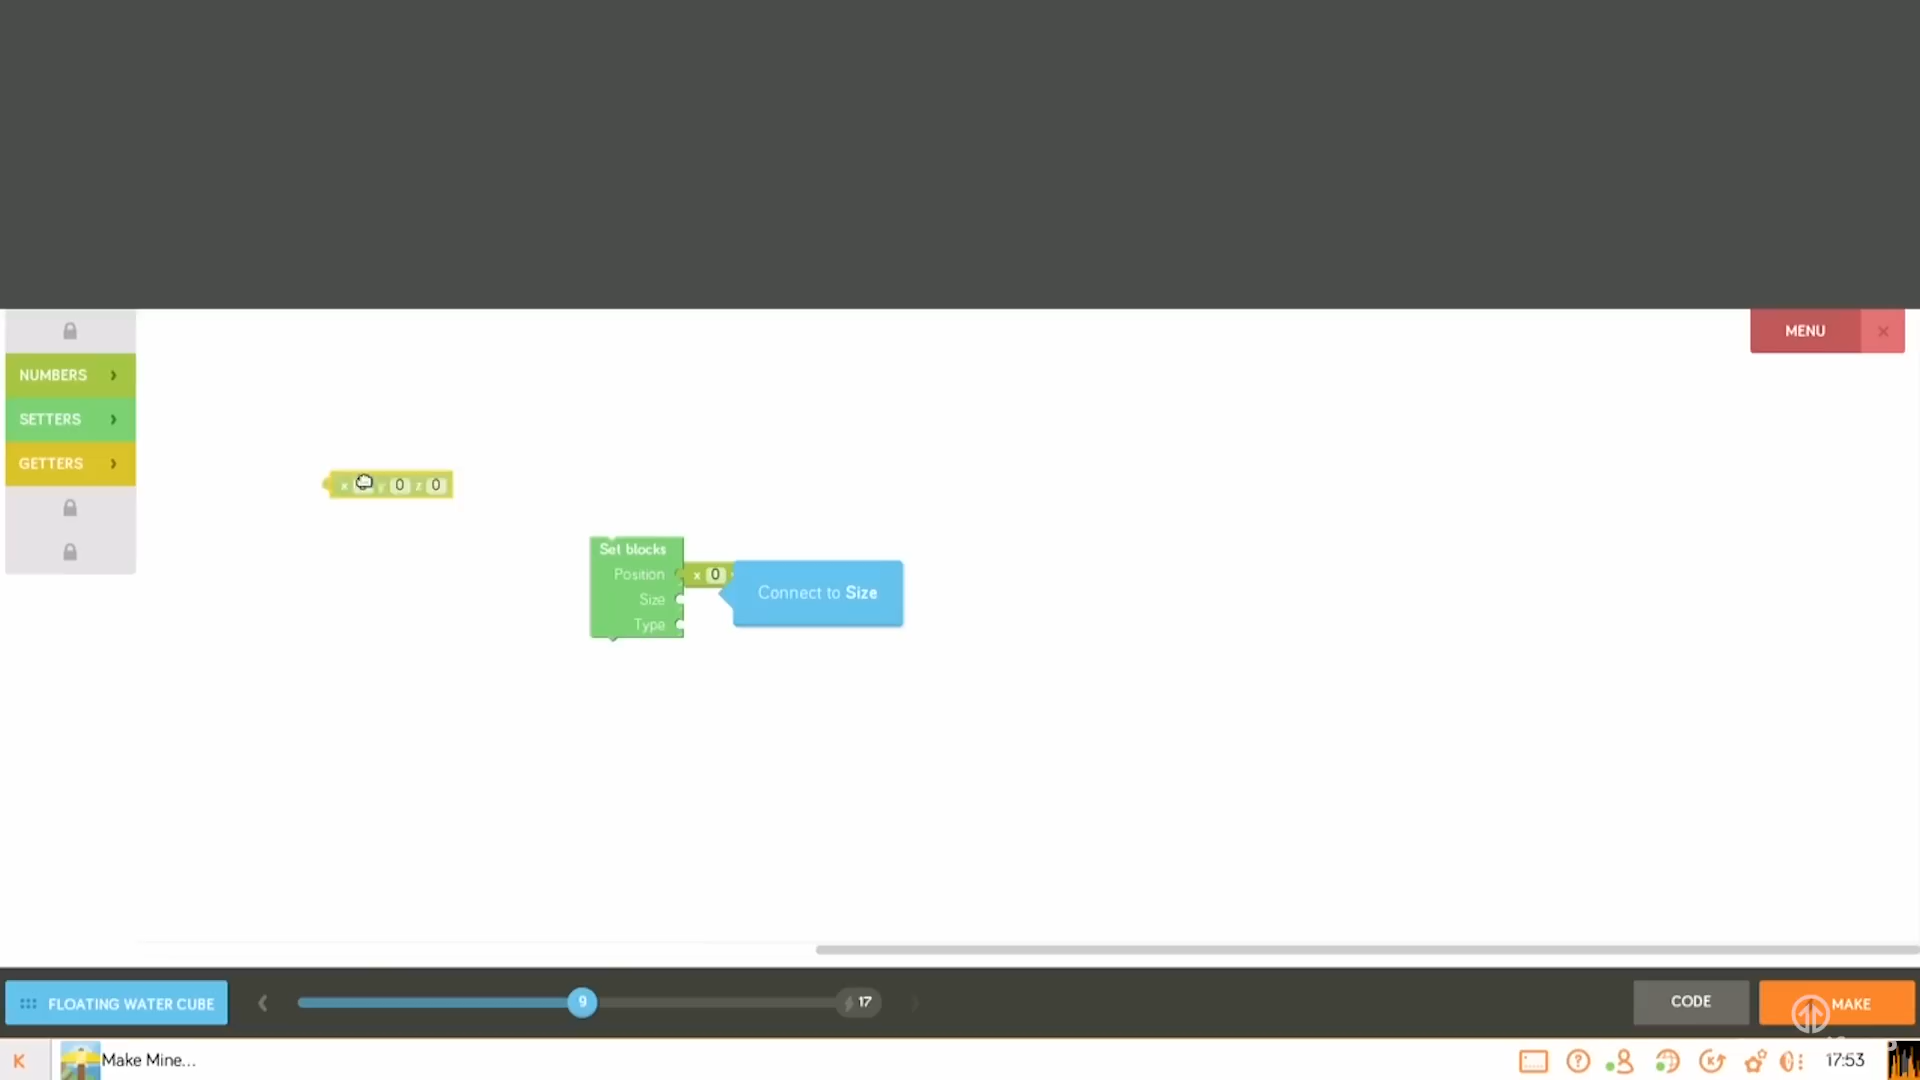 MENU ×
NUMBERS
SETTERS
GETTERS
x y 0 z 0
Set blocks
Position x 0
Size
Type
Connect to Size
FLOATING WATER CUBE
9
17
CODE
MAKE
K
Make Mine...
17:53